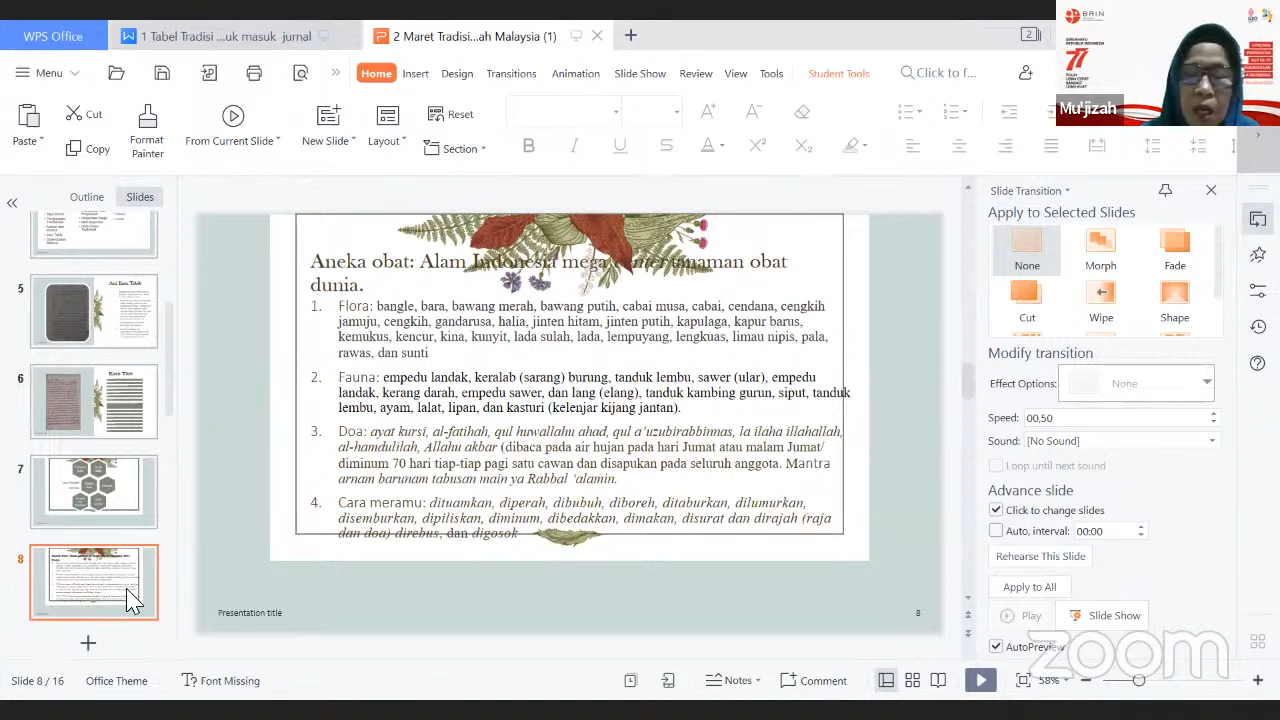 WPS Office
1 Tabel Tradisi ...uk masuk jurnal
2 Maret Tradisi...ah Malaysia (1)
Menu
Home
Insert
Design
Transitions
Slide Show
Review
View
Tools
Student Tools
Click to f...
Paste
Cut
Copy
Format
Painter
From Current Slide
New Slide
Layout
Reset
Section
Outline
Slides
5
6
7
8
Aneka obat: Alam Indonesia mega center tanaman obat
dunia.
1. Flora: bangle, bara, bawang merah, bawang putih, cabai musa, cabai, cendana, cengkih
jamuju, cengkih, gandarusa, halia, jinten hitam, jinten putih, kapulaga, kapur barus,
kemukus, kencur, kina, kunyit, lada sulah, lada, lempuyang, lengkuas, limau nipis, pala,
rawas, dan sunti
2. Fauna: empedu landak, keralab (sarang) burung, tanduk lembu, sawer (ular), empedu
landak, kerang darah, empedu sawer, dan lang (elang), tanduk kambing gurun, siput, tanduk
lembu, ayam, lalat, lipan, dan kasturi (kelenjar kijang jantan).
3. Doa: ayat kursi, al-fatihah, qul huwallahu ahad, qul a'uzubirabbinnas, la ilaha illahallah,
al-hamdulilah, Allahu akbar (dibaca pada air hujan pada hari Jumat atau malam Jumat/
diminum 70 hari tiap-tiap pagi satu cawan dan disapukan pada seluruh anggota. Mantra
arnam barinam tabusan main ya Rabbal 'alamin.
4. Cara meramu: dituamkan, diperah, dibubuh, diboreh, ditaburkan, dilumurkan,
disemburkan, dipiliskan, diminum, dibedakkan, dimakan, disurat dan dirajah (raja
dan doa) direbus, dan digosok
Presentation title
8
Slide Transition
Apply to Selected Slides
None
Morph
Fade
Cut
Wipe
Shape
Modify transition
Effect Options:
None
Speed:
00,50
Sound:
[No Sound]
Loop until next sound
Advance slide
Click to change slides
Auto, interval:
00:00
Rehearse This Slide
Apply to All
Play
Slide Show
AutoPreview
zoom
Slide 8 / 16
Office Theme
Font Missing
Notes
Comment
58%
BRIN
77
Mu'jizah